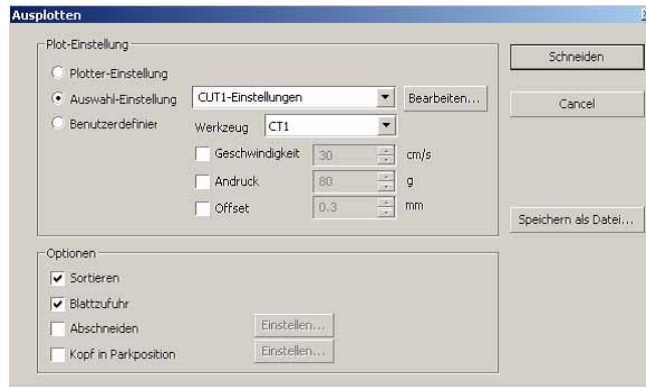 Ausplotten
Plot-Einstellung
Plotter-Einstellung
Auswahl-Einstellung CUT1-Einstellungen Bearbeiten...
Benutzerdefinier Werkzeug CT1
Geschwindigkeit 30 cm/s
Andruck 80 g
Offset 0.3 mm
Schneiden
Cancel
Speichern als Datei...
Optionen
Sortieren
Blattzufuhr
Abschneiden Einstellen...
Kopf in Parkposition Einstellen...